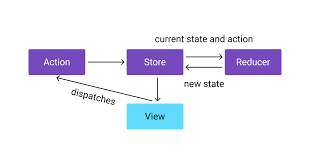 current state and action
Action
Store
Reducer
new state
dispatches
View